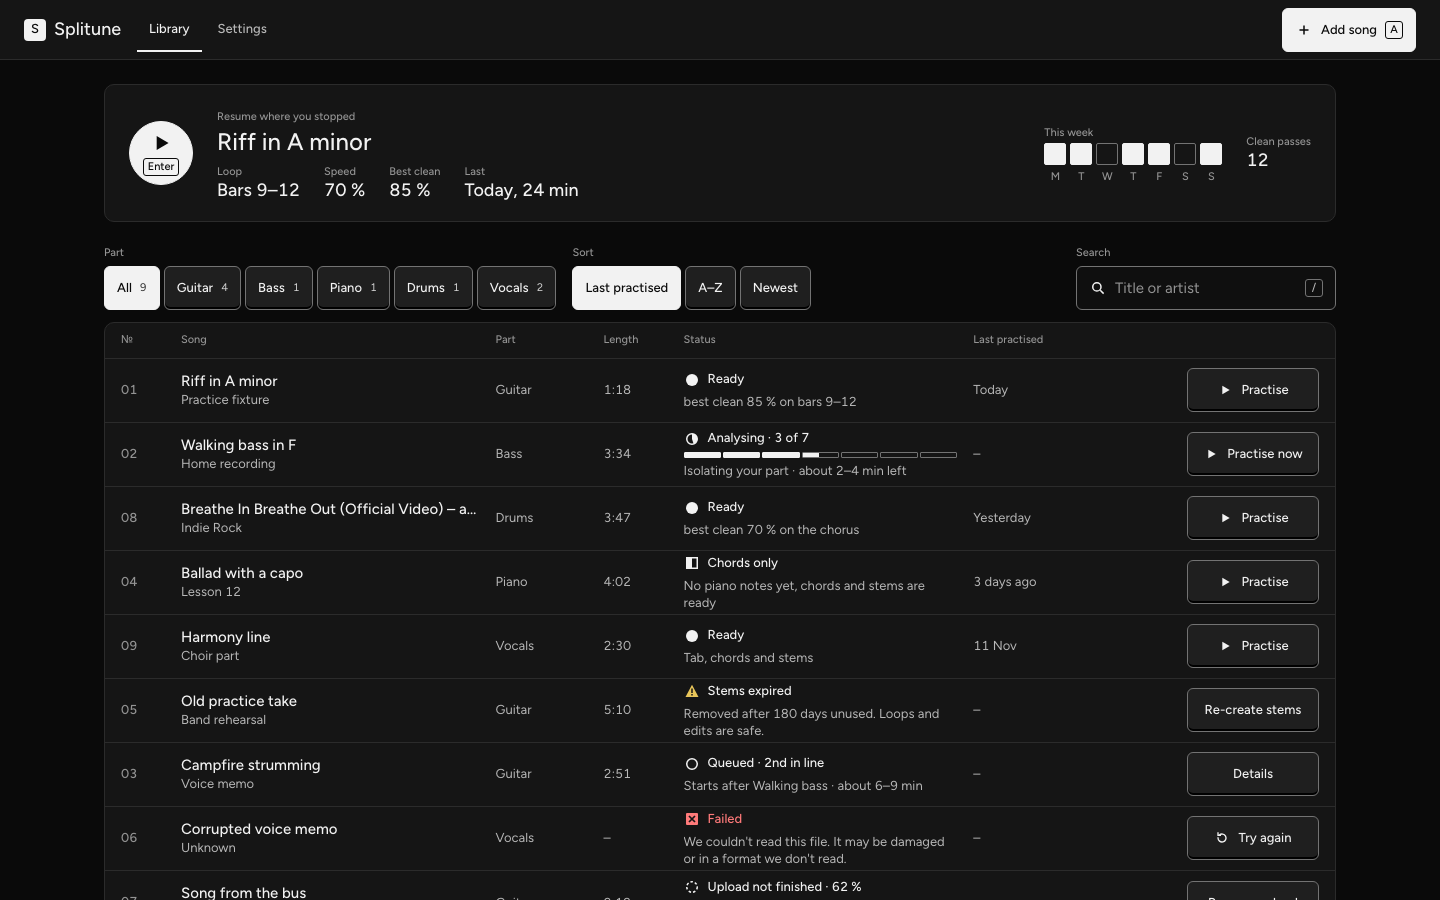 S Splitune Library Settings + Add song A
Resume where you stopped
Riff in A minor
Enter
Loop Speed Best clean Last
Bars 9–12 70 % 85 % Today, 24 min
This week
M T W T F S S
Clean passes
12
Part Sort Search
All 9 Guitar 4 Bass 1 Piano 1 Drums 1 Vocals 2 Last practised A–Z Newest Title or artist /
№ Song Part Length Status Last practised
01 Riff in A minor Guitar 1:18 Ready Today Practise
Practice fixture best clean 85 % on bars 9–12
02 Walking bass in F Bass 3:34 Analysing · 3 of 7 – Practise now
Home recording Isolating your part · about 2–4 min left
08 Breathe In Breathe Out (Official Video) – a... Drums 3:47 Ready Yesterday Practise
Indie Rock best clean 70 % on the chorus
04 Ballad with a capo Piano 4:02 Chords only 3 days ago Practise
Lesson 12 No piano notes yet, chords and stems are
ready
09 Harmony line Vocals 2:30 Ready 11 Nov Practise
Choir part Tab, chords and stems
05 Old practice take Guitar 5:10 Stems expired – Re-create stems
Band rehearsal Removed after 180 days unused. Loops and
edits are safe.
03 Campfire strumming Guitar 2:51 Queued · 2nd in line – Details
Voice memo Starts after Walking bass · about 6–9 min
06 Corrupted voice memo Vocals – Failed – Try again
Unknown We couldn't read this file. It may be damaged
or in a format we don't read.
Song from the bus Upload not finished · 62 %